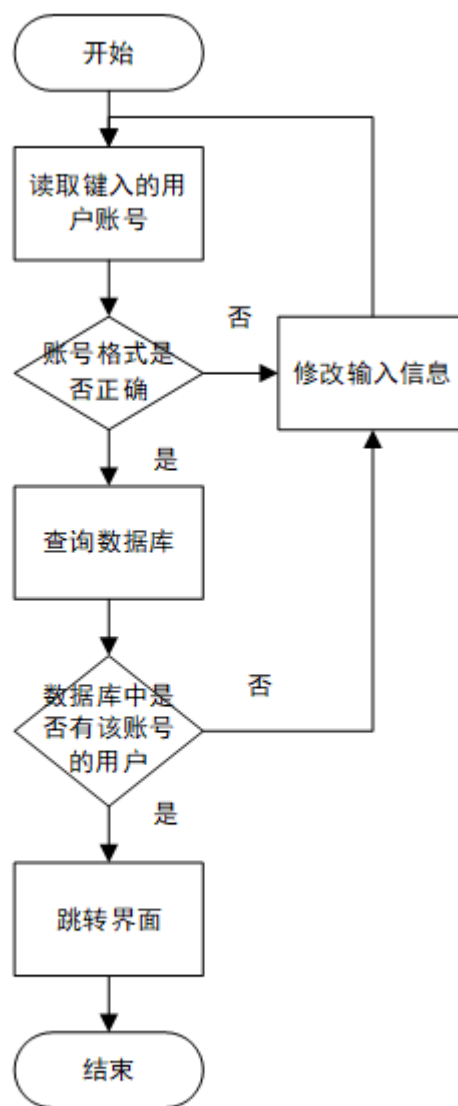 开始
读取键入的用
户账号
账号格式是
否正确
否
修改输入信息
是
查询数据库
数据库中是
否有该账号
的用户
否
是
跳转界面
结束